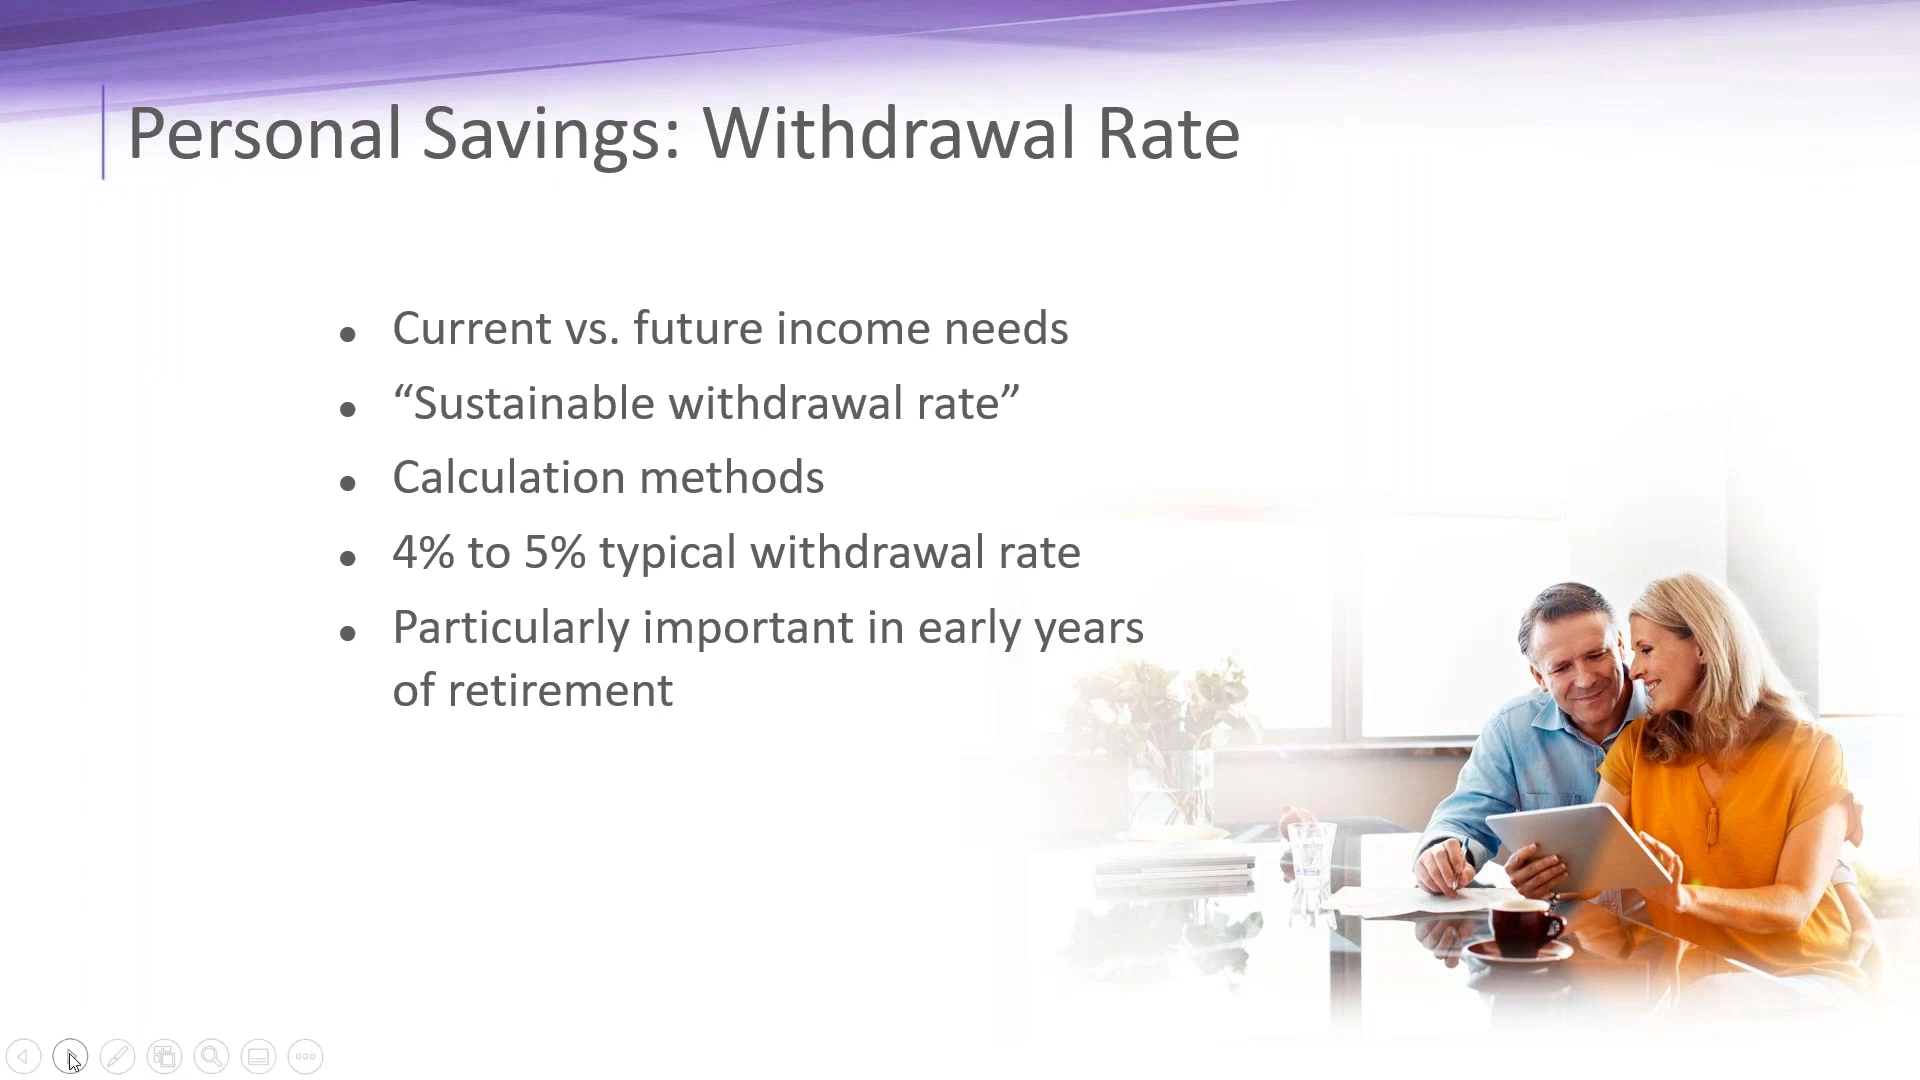 Personal Savings: Withdrawal Rate
● Current vs. future income needs
● “Sustainable withdrawal rate”
● Calculation methods
● 4% to 5% typical withdrawal rate
● Particularly important in early years
of retirement